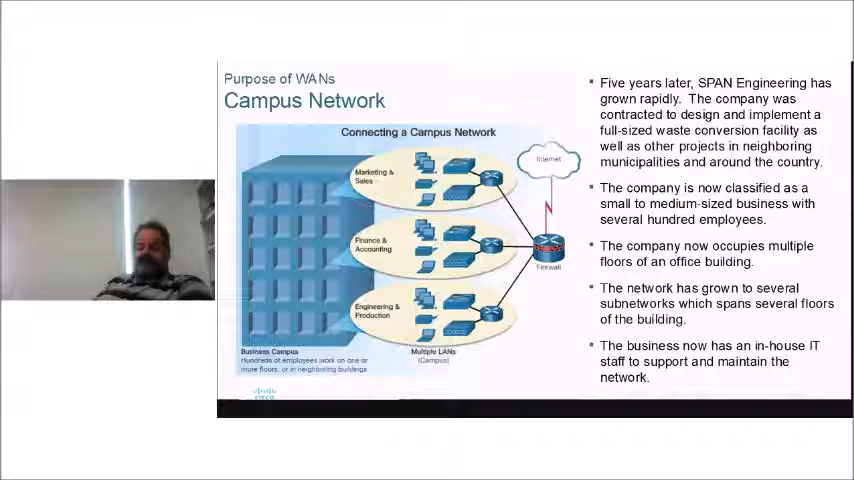 Purpose of WANs
Campus Network
Connecting a Campus Network
Marketing &
Sales
Internet
Finance &
Accounting
Firewall
Engineering &
Production
Business Campus
Hundreds of employees work on one or
more floors, or in neighboring buildings.
Multiple LANs
(Campus)
Five years later, SPAN Engineering has
grown rapidly. The company was
contracted to design and implement a
full-sized waste conversion facility as
well as other projects in neighboring
municipalities and around the country.
The company is now classified as a
small to medium-sized business with
several hundred employees.
The company now occupies multiple
floors of an office building.
The network has grown to several
subnetworks which spans several floors
of the building.
The business now has an in-house IT
staff to support and maintain the
network.